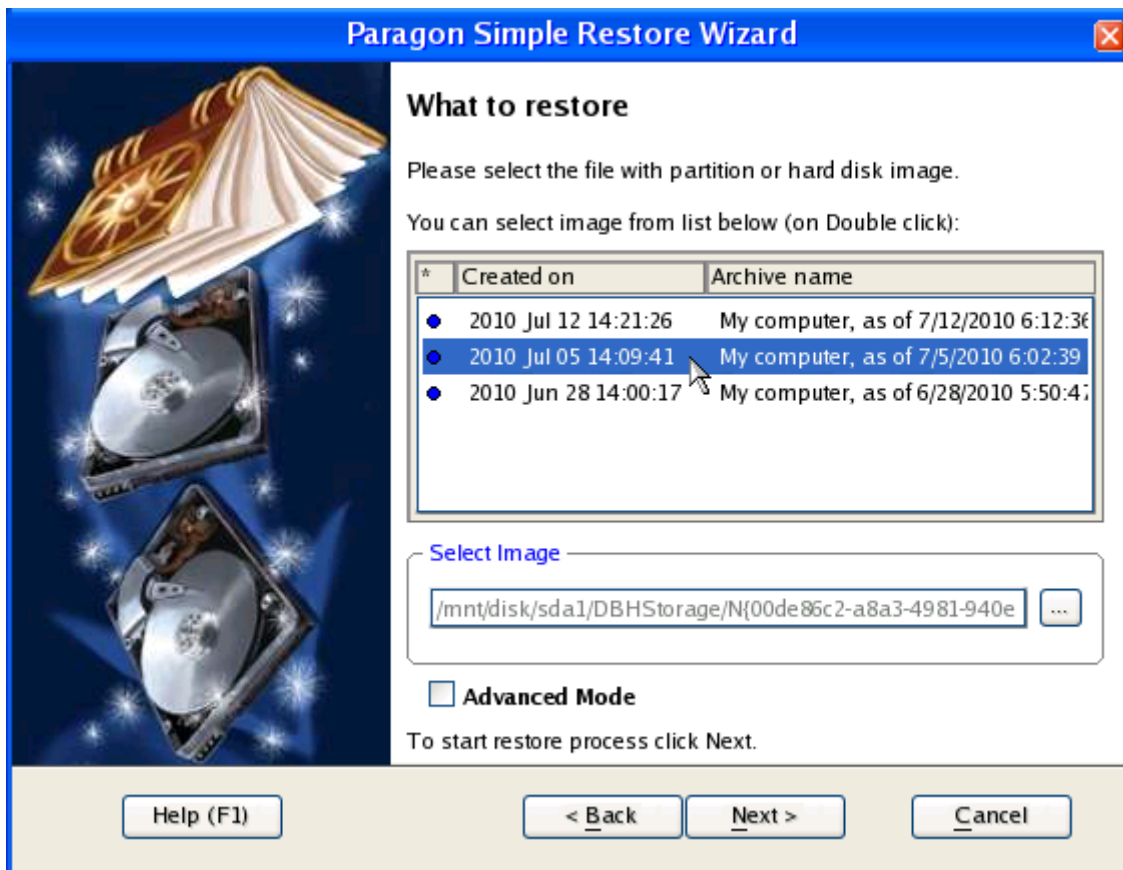 Paragon Simple Restore Wizard
What to restore
Please select the file with partition or hard disk image.
You can select image from list below (on Double click):
* Created on Archive name
2010 Jul 12 14:21:26 My computer, as of 7/12/2010 6:12:36
2010 Jul 05 14:09:41 My computer, as of 7/5/2010 6:02:39
2010 Jun 28 14:00:17 My computer, as of 6/28/2010 5:50:47
Select Image
/mnt/disk/sda1/DBHStorage/N{00de86c2-a8a3-4981-940e
...
Advanced Mode
To start restore process click Next.
Help (F1) < Back Next > Cancel